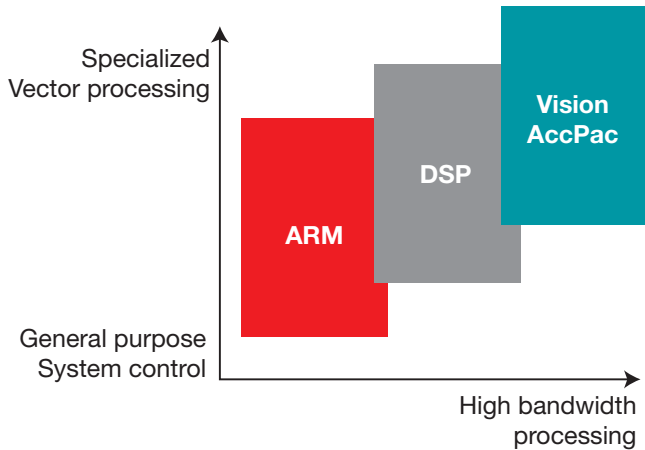 Specialized
Vector processing
Vision
AccPac
DSP
ARM
General purpose
System control
High bandwidth
processing